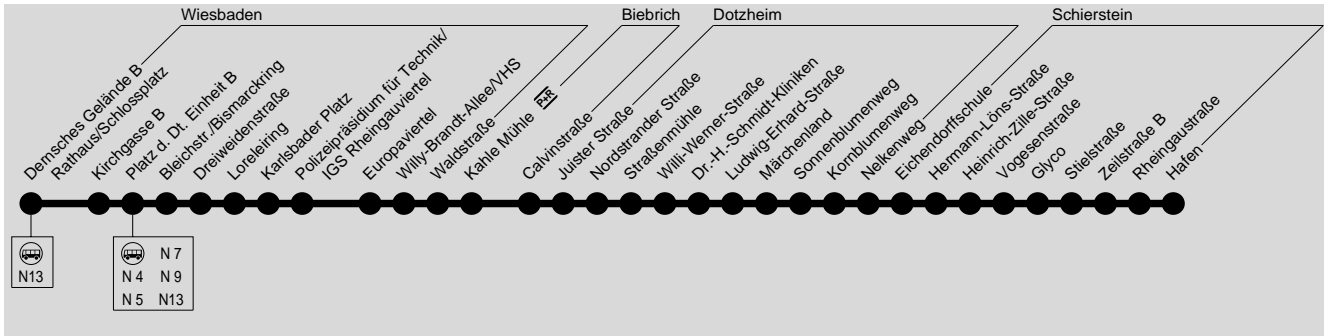 Wiesbaden
Biebrich
Dotzheim
Schierstein
Dernsches Gelände B
Rathaus/Schlossplatz
Kirchgasse B
Platz d. Dt. Einheit B
Bleichstr./Bismarckring
Dreiweidenstraße
Loreleiring
Karlsbader Platz
Polizeipräsidium für Technik/
IGS Rheingauviertel
Europaviertel
Willy-Brandt-Allee/VHS
Waldstraße
Kahle Mühle P+R
Calvinstraße
Juister Straße
Nordstrander Straße
Straßenmühle
Willi-Werner-Straße
Dr.-H.-Schmidt-Kliniken
Ludwig-Erhard-Straße
Märchenland
Sonnenblumenweg
Kornblumenweg
Nelkenweg
Eichendorffschule
Hermann-Löns-Straße
Heinrich-Zille-Straße
Vogesenstraße
Glyco
Stielstraße
Zeilstraße B
Rheingaustraße
Hafen
N13
N 7
N 4 N 9
N 5 N13